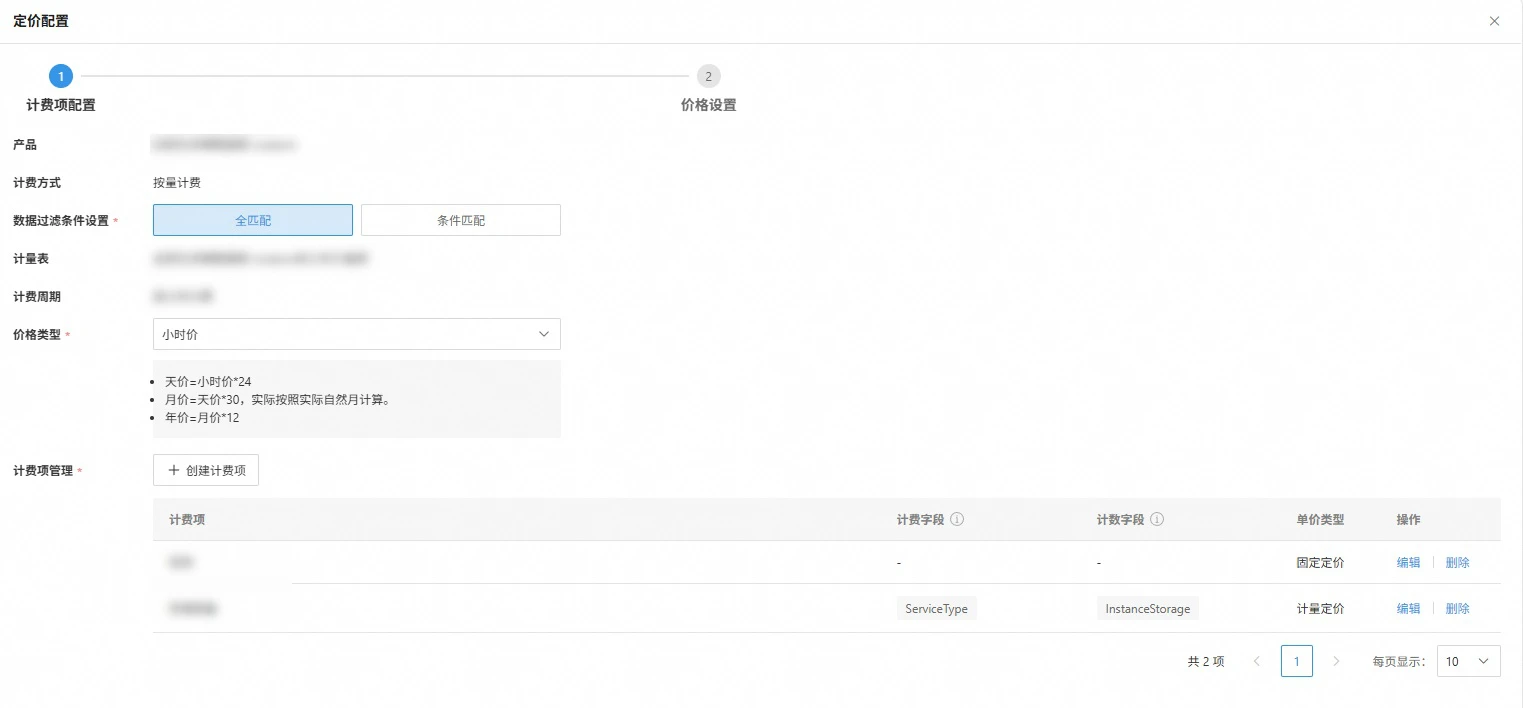 定价配置
1
2
计费项配置
价格设置
产品
计费方式
按量计费
数据过滤条件设置 *
全匹配
条件匹配
计量表
计费周期
价格类型 *
小时价
天价=小时价*24
月价=天价*30，实际按照实际自然月计算。
年价=月价*12
计费项管理 *
+ 创建计费项
计费项 计费字段 计数字段 单价类型 操作
- - 固定定价 编辑 删除
ServiceType InstanceStorage 计量定价 编辑 删除
共 2 项 1 每页显示： 10